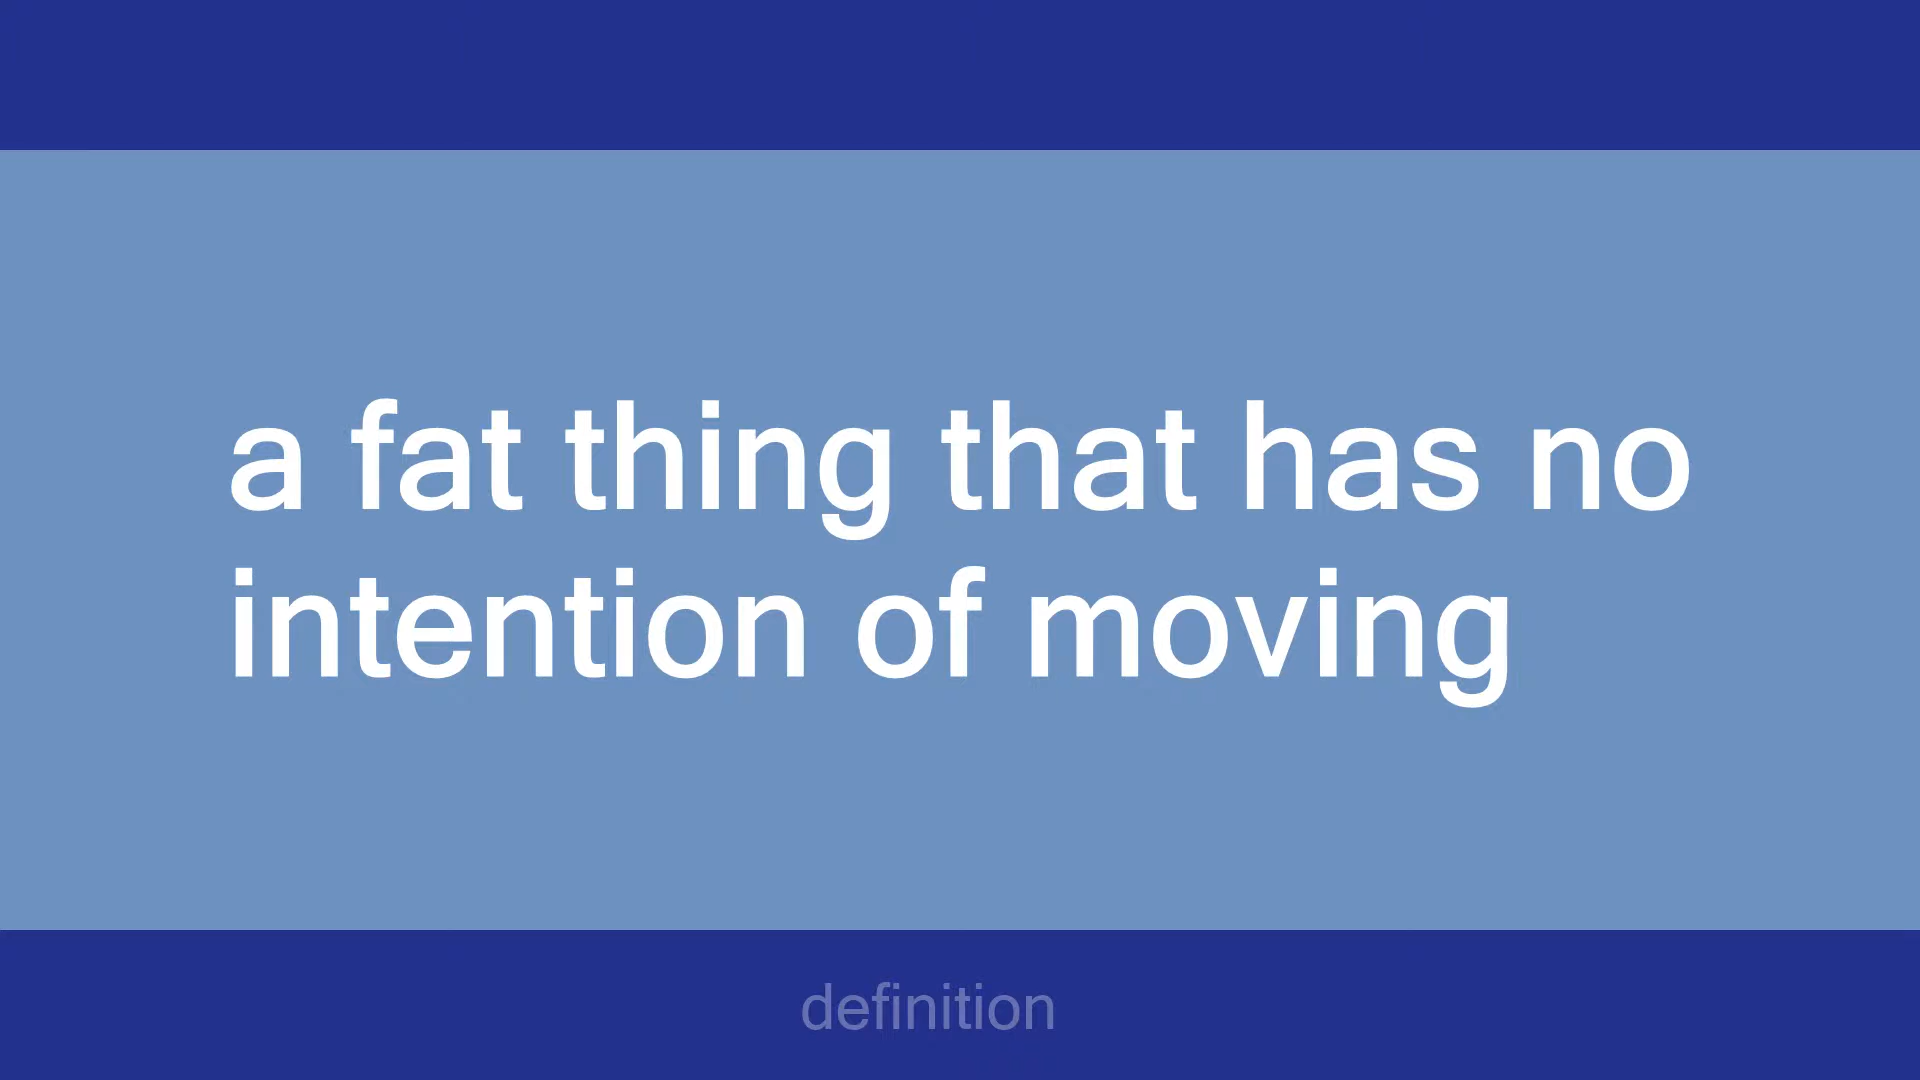 a fat thing that has no
intention of moving
definition